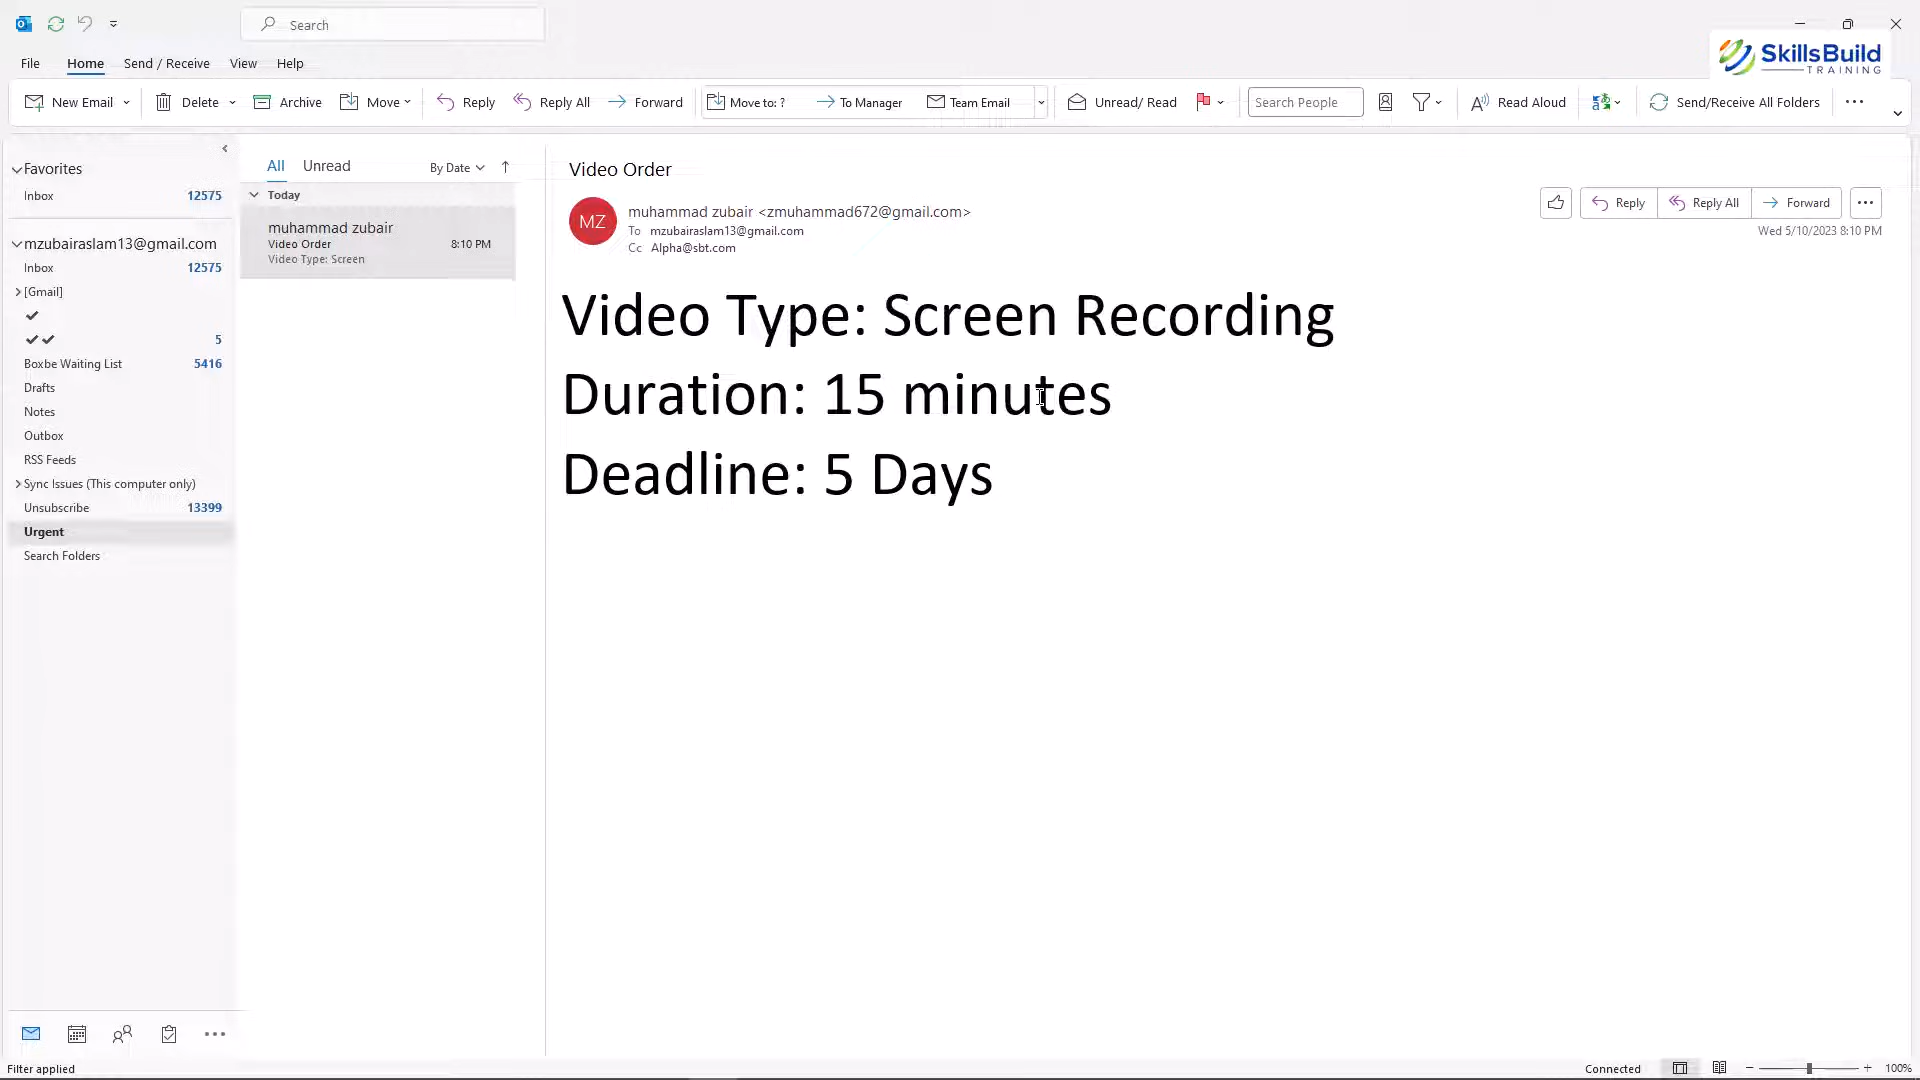 Search
SkillsBuild
TRAINING
File Home Send / Receive View Help
New Email Delete Archive Move Reply Reply All Forward Move to: ? To Manager Team Email Unread/ Read Search People Read Aloud Send/Receive All Folders
Favorites
Inbox 12575
mzubairaslam13@gmail.com
Inbox 12575
[Gmail]
5
Boxbe Waiting List 5416
Drafts
Notes
Outbox
RSS Feeds
Sync Issues (This computer only)
Unsubscribe 13399
Urgent
Search Folders
All Unread By Date
Today
muhammad zubair
Video Order 8:10 PM
Video Type: Screen
Video Order
MZ
muhammad zubair <zmuhammad672@gmail.com>
To mzubairaslam13@gmail.com
Cc Alpha@sbt.com
Reply Reply All Forward
Wed 5/10/2023 8:10 PM
Video Type: Screen Recording
Duration: 15 minutes
Deadline: 5 Days
Filter applied
Connected 100%